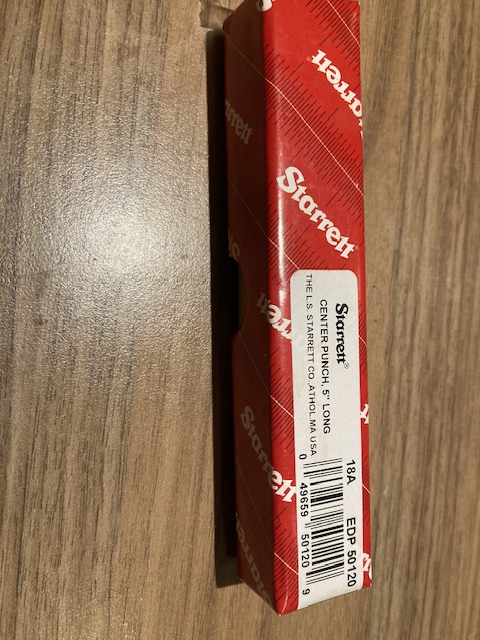 Starrett
Starrett
Starrett
Starrett
Starrett®
CENTER PUNCH, 5" LONG
THE L.S. STARRETT CO., ATHOL, MA USA
18A EDP 50120
0 49659 50120 9